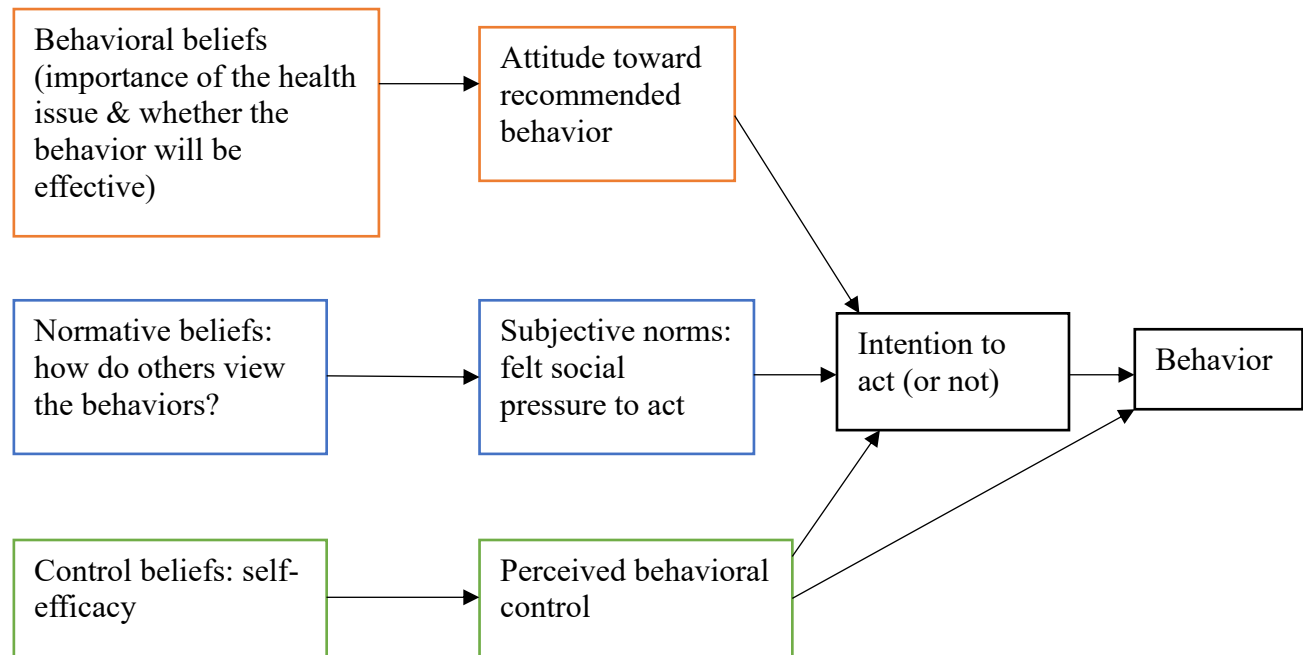 Behavioral beliefs
(importance of the health
issue & whether the
behavior will be
effective)
Attitude toward
recommended
behavior
Normative beliefs:
how do others view
the behaviors?
Subjective norms:
felt social
pressure to act
Intention to
act (or not)
Behavior
Control beliefs: self-
efficacy
Perceived behavioral
control